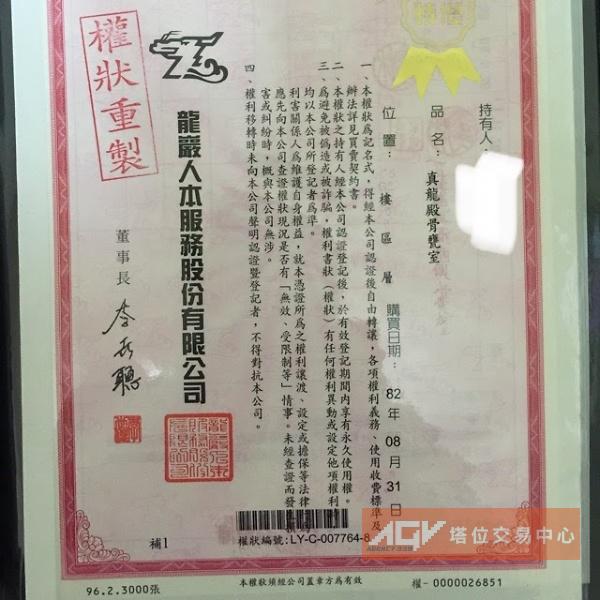 持有人
品名：真龍殿骨甕室
位置：　樓　區　層　購買日期：82年08月31日
一、本權狀為記名式，得經本公司認證後自由轉讓，各項權利義務、使用收費標準及
辦法詳見買賣契約書。
二、本權狀之持有人經本公司認證登記後，於有效登記期間內享有永久使用權。
三、為避免被偽造或被詐騙，權利書狀（權狀）有任何權利異動或設定他項權利
均以本公司所登記者為準。
利害關係人為維護自身權益，就本憑證所為之權利讓渡、設定或擔保等法律
應先向本公司查證權狀現況是否有「無效、受限制等」情事。未經查證而發
害或糾紛時，概與本公司無涉。
四、權利移轉時未向本公司聲明認證暨登記者，不得對抗本公司。
龍巖人本服務股份有限公司
董事長
權狀重製
補1
權狀編號：LY-C-007764-8
AGV 塔位交易中心
96.2.3000張
本權狀須經公司蓋章方為有效
權-0000026851